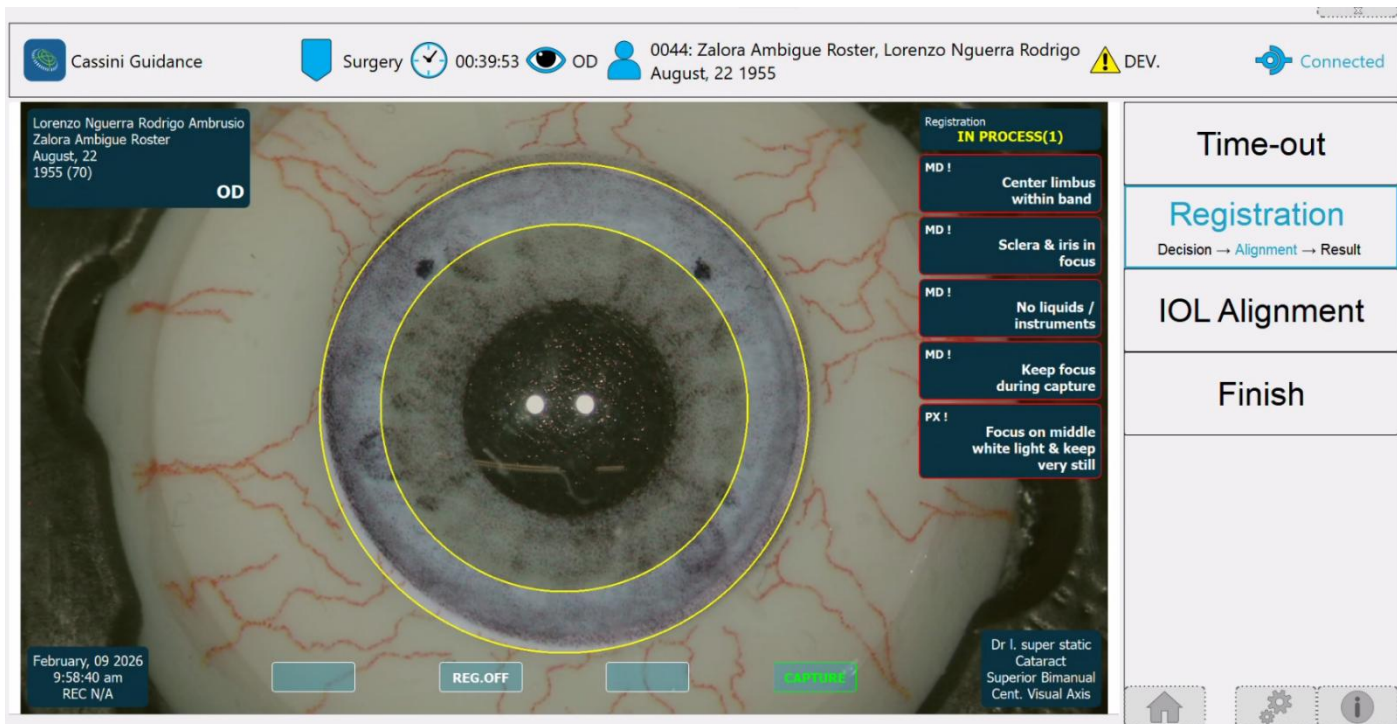 Cassini Guidance
Surgery
00:39:53
OD
0044: Zalora Ambigue Roster, Lorenzo Nguerra Rodrigo
August, 22 1955
DEV.
Connected
Lorenzo Nguerra Rodrigo Ambrusio
Zalora Ambigue Roster
August, 22
1955 (70)
OD
Registration
IN PROCESS(1)
MD !
Center limbus
within band
MD !
Sclera & iris in
focus
MD !
No liquids /
instruments
MD !
Keep focus
during capture
PX !
Focus on middle
white light & keep
very still
February, 09 2026
9:58:40 am
REC N/A
REG.OFF
CAPTURE
Dr I. super static
Cataract
Superior Bimanual
Cent. Visual Axis
Time-out
Registration
Decision → Alignment → Result
IOL Alignment
Finish